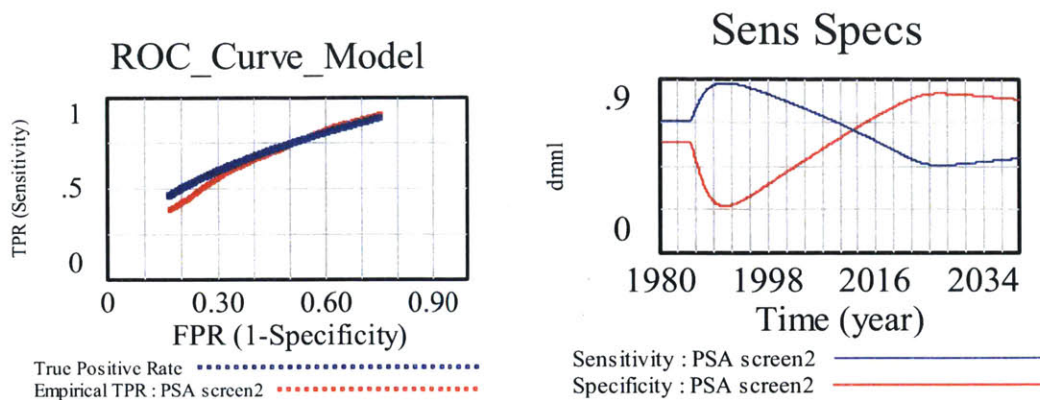 ROC_Curve_Model
1
.5
0
TPR (Sensitivity)
0 0.30 0.60 0.90
FPR (1-Specificity)
True Positive Rate
Empirical TPR : PSA screen2
Sens Specs
.9
0
dmnl
1980 1998 2016 2034
Time (year)
Sensitivity : PSA screen2
Specificity : PSA screen2